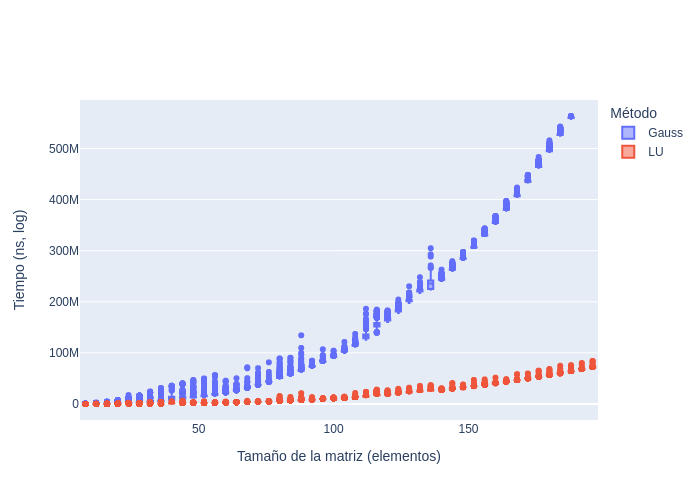 Método
Gauss
LU
500M
400M
300M
200M
100M
0
50
100
150
Tiempo (ns, log)
Tamaño de la matriz (elementos)